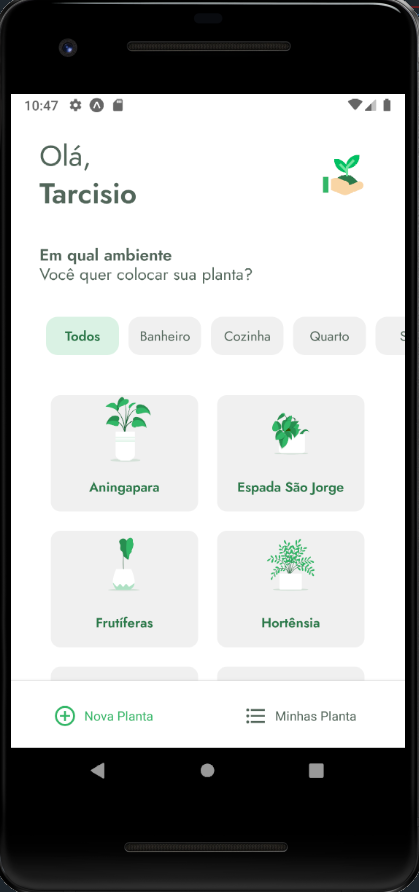 10:47
Olá,
Tarcisio
Em qual ambiente
Você quer colocar sua planta?
Todos Banheiro Cozinha Quarto S
Aningapara Espada São Jorge
Frutíferas Hortênsia
Nova Planta Minhas Planta